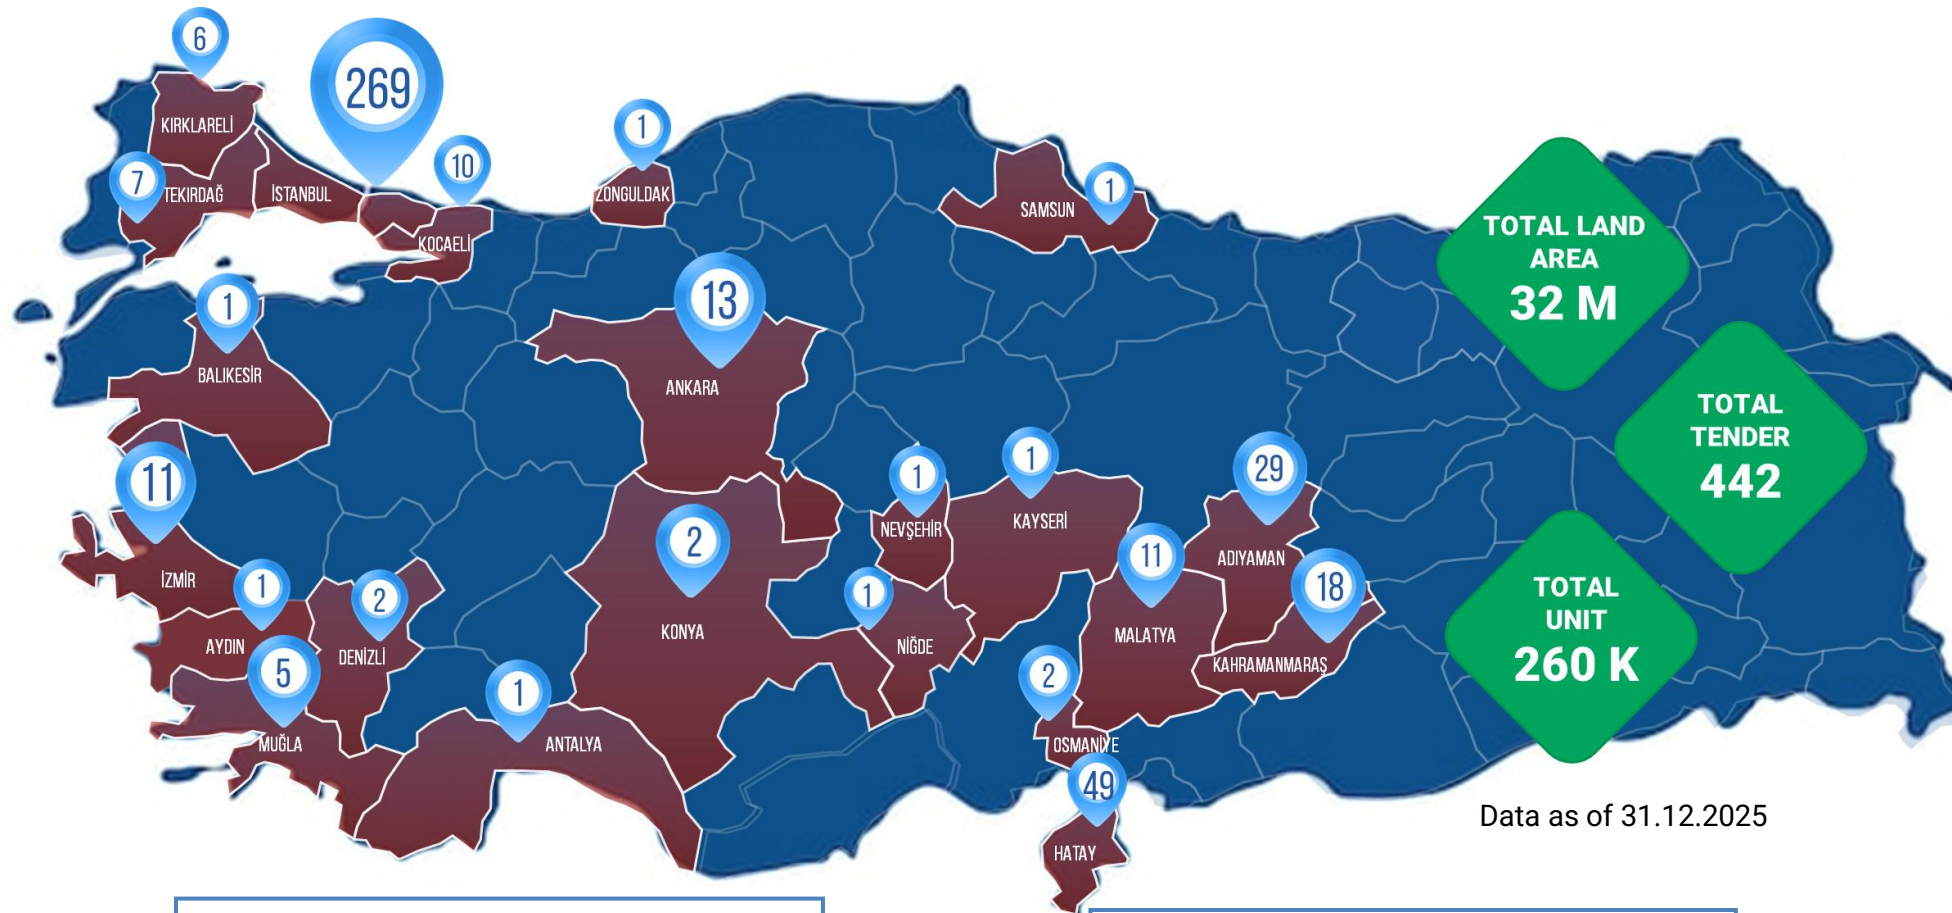 6
269
KIRKLARELİ
1
10
7
TEKİRDAĞ
İSTANBUL
ZONGULDAK
1
SAMSUN
KOCAELİ
TOTAL LAND
AREA
32 M
1
13
BALIKESİR
ANKARA
TOTAL
TENDER
442
11
1
NEVŞEHİR
1
KAYSERİ
29
ADIYAMAN
2
KONYA
11
MALATYA
18
KAHRAMANMARAŞ
İZMİR
1
AYDIN
2
DENİZLİ
1
NİĞDE
TOTAL
UNIT
260 K
5
MUĞLA
1
ANTALYA
2
OSMANİYE
49
HATAY
Data as of 31.12.2025